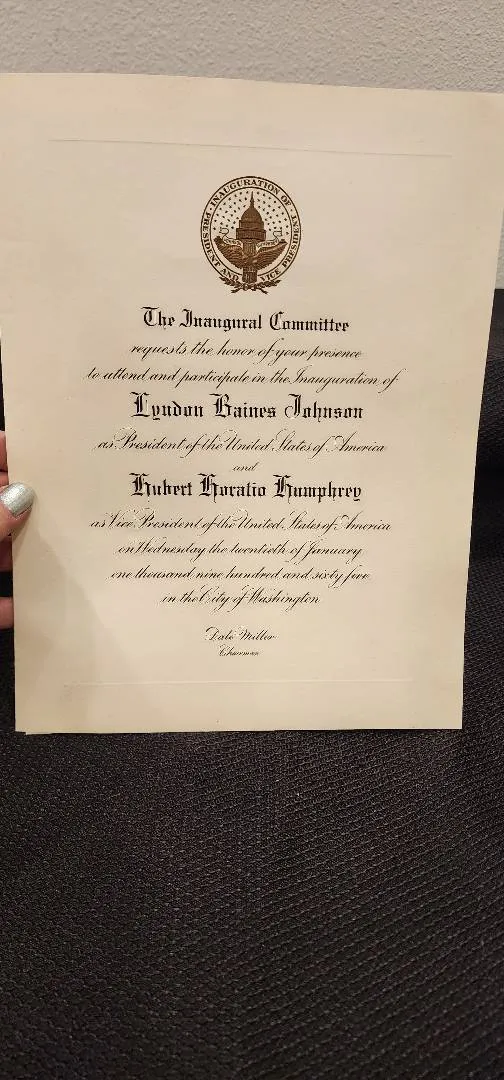 INAUGURATION OF PRESIDENT AND VICE PRESIDENT
The Inaugural Committee
requests the honor of your presence
to attend and participate in the Inauguration of
Lyndon Baines Johnson
as President of the United States of America
and
Hubert Horatio Humphrey
as Vice President of the United States of America
on Wednesday the twentieth of January
one thousand nine hundred and sixty five
in the City of Washington
Dale Miller
Chairman